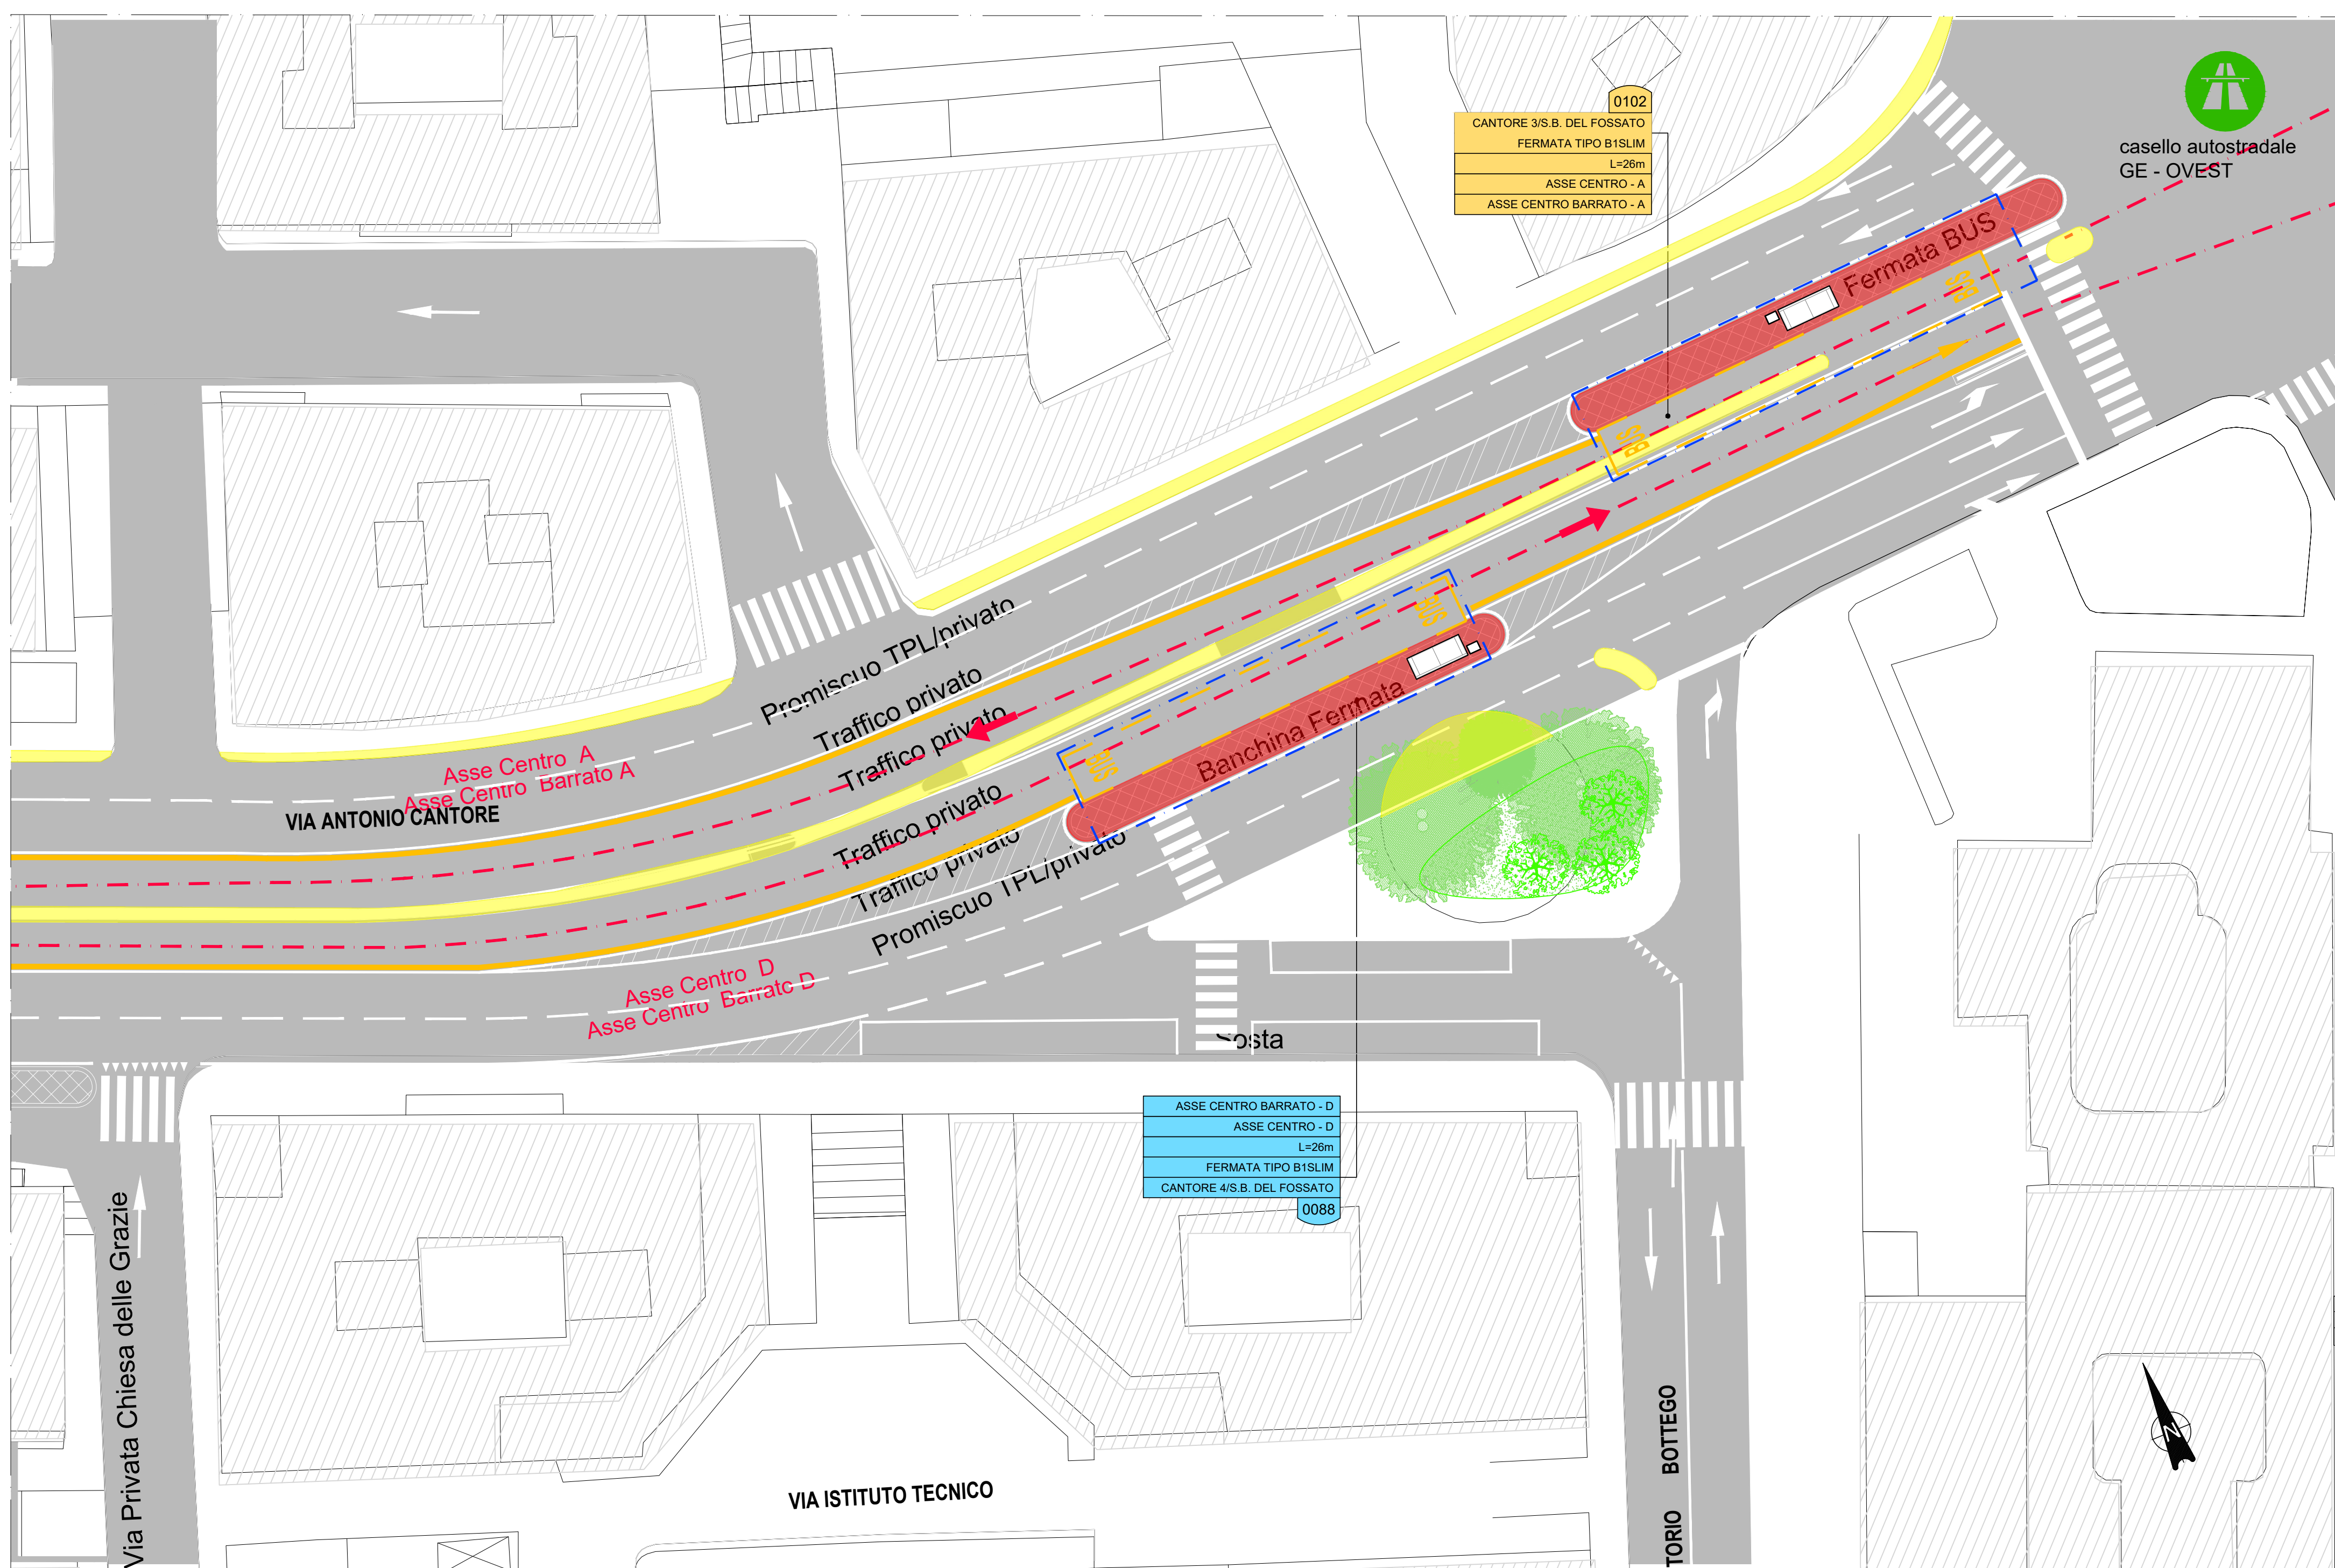 0102
CANTORE 3/S.B. DEL FOSSATO
FERMATA TIPO B1SLIM
L=26m
ASSE CENTRO - A
ASSE CENTRO BARRATO - A
casello autostradale
GE - OVEST
Fermata BUS
BUS
BUS
Promiscuo TPL/privato
Traffico privato
Traffico privato
BUS
Banchina Fermata
BUS
Asse Centro A
Asse Centro Barrato A
VIA ANTONIO CANTORE
Traffico privato
Traffico privato
Promiscuo TPL/privato
Asse Centro D
Asse Centro Barrato D
Sosta
ASSE CENTRO BARRATO - D
ASSE CENTRO - D
L=26m
FERMATA TIPO B1SLIM
CANTORE 4/S.B. DEL FOSSATO
0088
Via Privata Chiesa delle Grazie
VIA ISTITUTO TECNICO
TORIO BOTTEGO
N